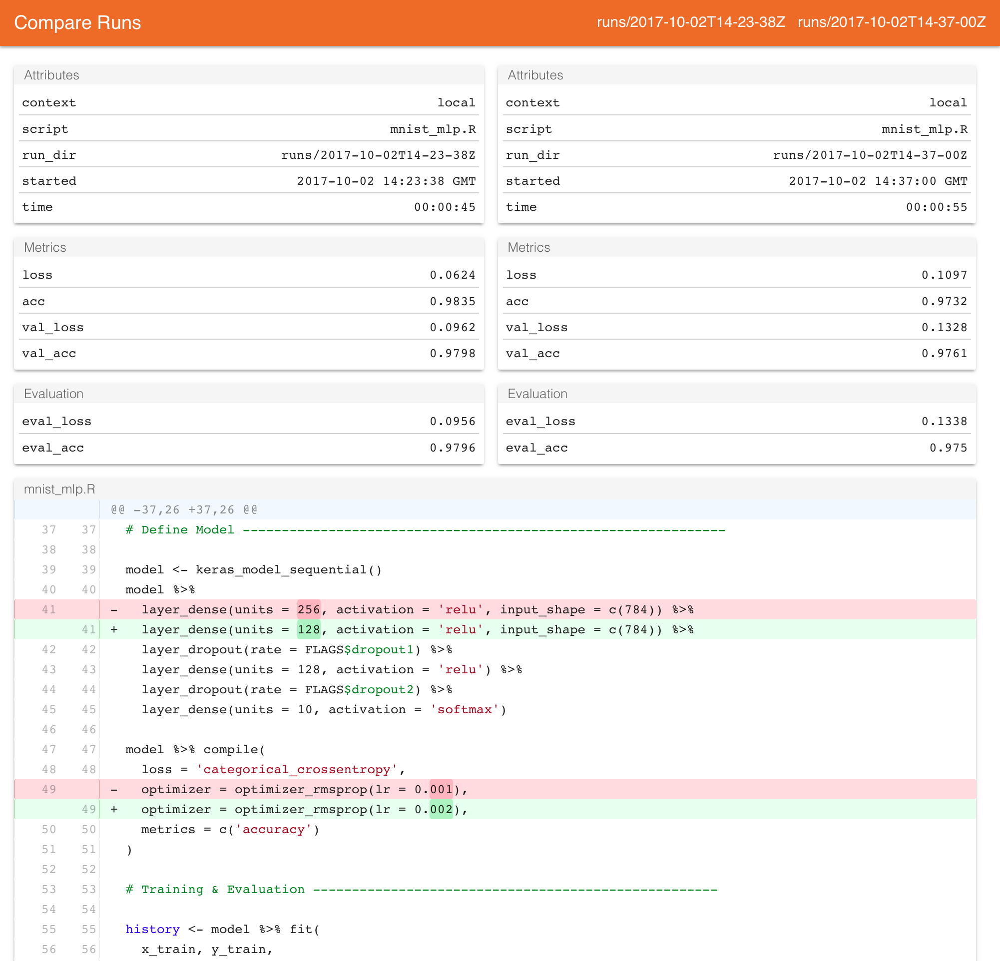 Compare Runs runs/2017-10-02T14-23-38Z runs/2017-10-02T14-37-00Z
Attributes
context local
script mnist_mlp.R
run_dir runs/2017-10-02T14-23-38Z
started 2017-10-02 14:23:38 GMT
time 00:00:45
Attributes
context local
script mnist_mlp.R
run_dir runs/2017-10-02T14-37-00Z
started 2017-10-02 14:37:00 GMT
time 00:00:55
Metrics
loss 0.0624
acc 0.9835
val_loss 0.0962
val_acc 0.9798
Metrics
loss 0.1097
acc 0.9732
val_loss 0.1328
val_acc 0.9761
Evaluation
eval_loss 0.0956
eval_acc 0.9796
Evaluation
eval_loss 0.1338
eval_acc 0.975
mnist_mlp.R
@@ -37,26 +37,26 @@
37 37 # Define Model --------------------------------------------------------------
38 38
39 39 model <- keras_model_sequential()
40 40 model %>%
41 - layer_dense(units = 256, activation = 'relu', input_shape = c(784)) %>%
41 + layer_dense(units = 128, activation = 'relu', input_shape = c(784)) %>%
42 42 layer_dropout(rate = FLAGS$dropout1) %>%
43 43 layer_dense(units = 128, activation = 'relu') %>%
44 44 layer_dropout(rate = FLAGS$dropout2) %>%
45 45 layer_dense(units = 10, activation = 'softmax')
46 46
47 47 model %>% compile(
48 48 loss = 'categorical_crossentropy',
49 - optimizer = optimizer_rmsprop(lr = 0.001),
49 + optimizer = optimizer_rmsprop(lr = 0.002),
50 50 metrics = c('accuracy')
51 51 )
52 52
53 53 # Training & Evaluation ----------------------------------------------------
54 54
55 55 history <- model %>% fit(
56 56 x_train, y_train,